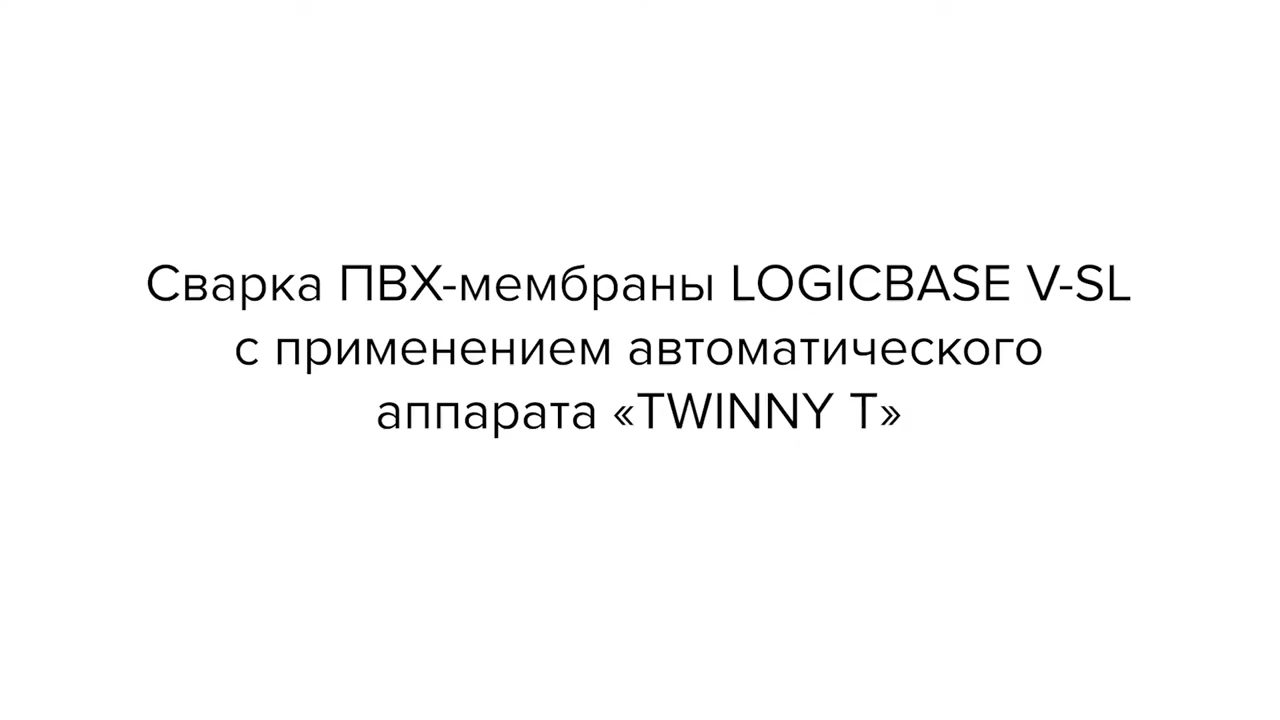 Сварка ПВХ-мембраны LOGICBASE V-SL
с применением автоматического
аппарата «TWINNY T»